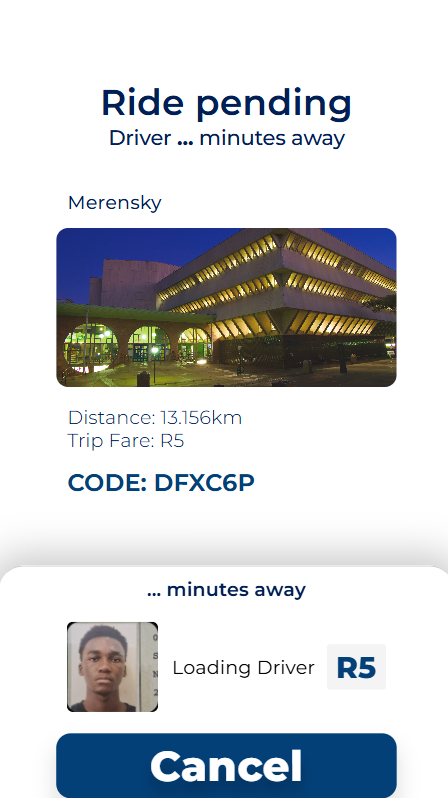 Ride pending
Driver ... minutes away
Merensky
Distance: 13.156km
Trip Fare: R5
CODE: DFXC6P
... minutes away
Loading Driver
R5
Cancel